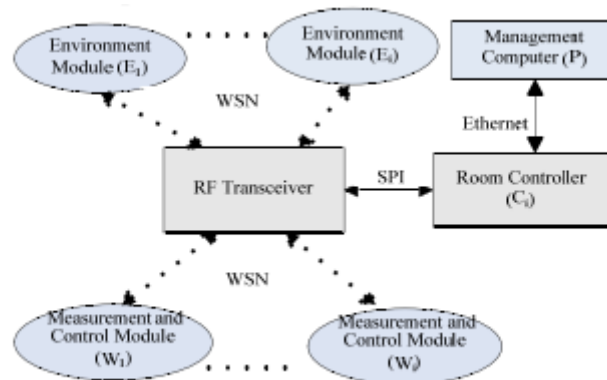 Environment
Module (E₁)
Environment
Module (Eᵢ)
Management
Computer (P)
WSN
Ethernet
RF Transceiver
SPI
Room Controller
(Cᵢ)
WSN
Measurement and
Control Module
(W₁)
Measurement and
Control Module
(Wᵢ)